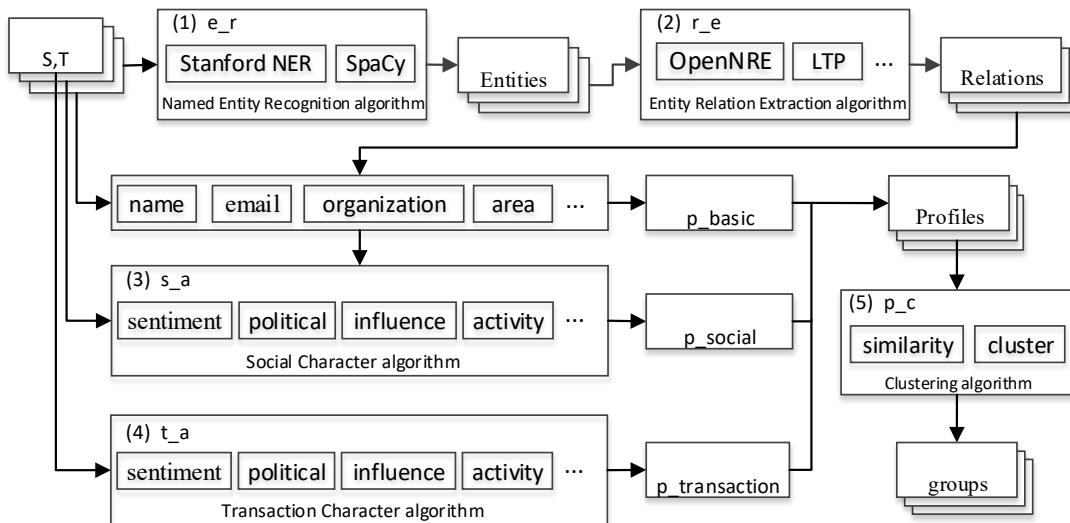 S,T
(1) e_r
Stanford NER
SpaCy
Named Entity Recognition algorithm
Entities
(2) r_e
OpenNRE
LTP
...
Entity Relation Extraction algorithm
Relations
name
email
organization
area
...
p_basic
Profiles
(3) s_a
sentiment
political
influence
activity
...
Social Character algorithm
p_social
(5) p_c
similarity
cluster
Clustering algorithm
(4) t_a
sentiment
political
influence
activity
...
Transaction Character algorithm
p_transaction
groups